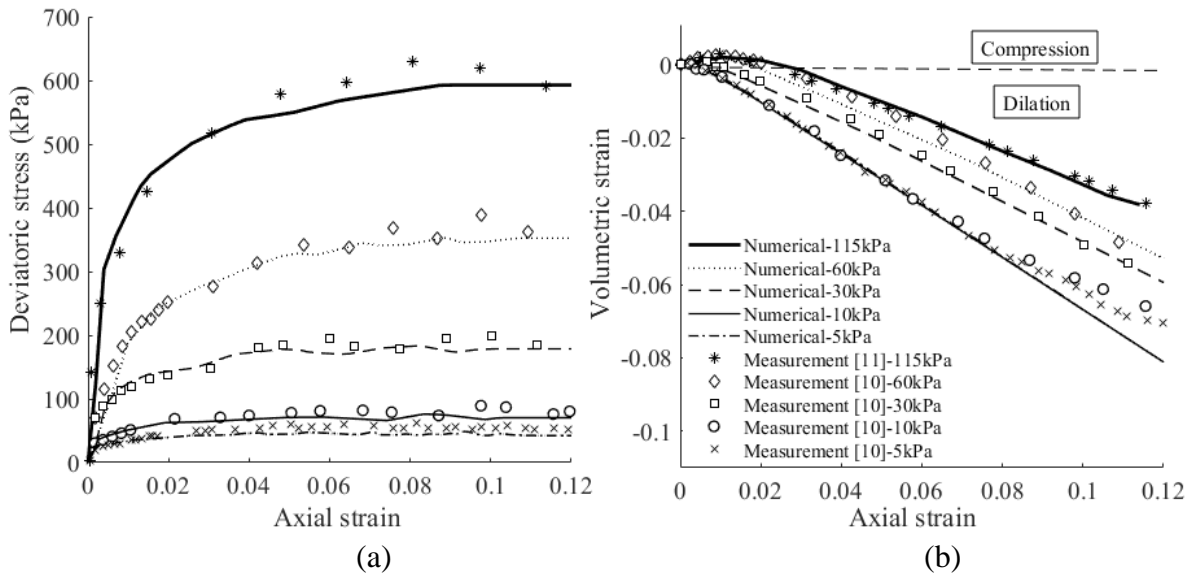 700
600
500
400
300
200
100
0
0
0.02
0.04
0.06
0.08
0.1
0.12
Deviatoric stress (kPa)
Axial strain
(a)
0
-0.02
-0.04
-0.06
-0.08
-0.1
0
0.02
0.04
0.06
0.08
0.1
0.12
Volumetric strain
Axial strain
Compression
Dilation
Numerical-115kPa
Numerical-60kPa
Numerical-30kPa
Numerical-10kPa
Numerical-5kPa
Measurement [11]-115kPa
Measurement [10]-60kPa
Measurement [10]-30kPa
Measurement [10]-10kPa
Measurement [10]-5kPa
(b)